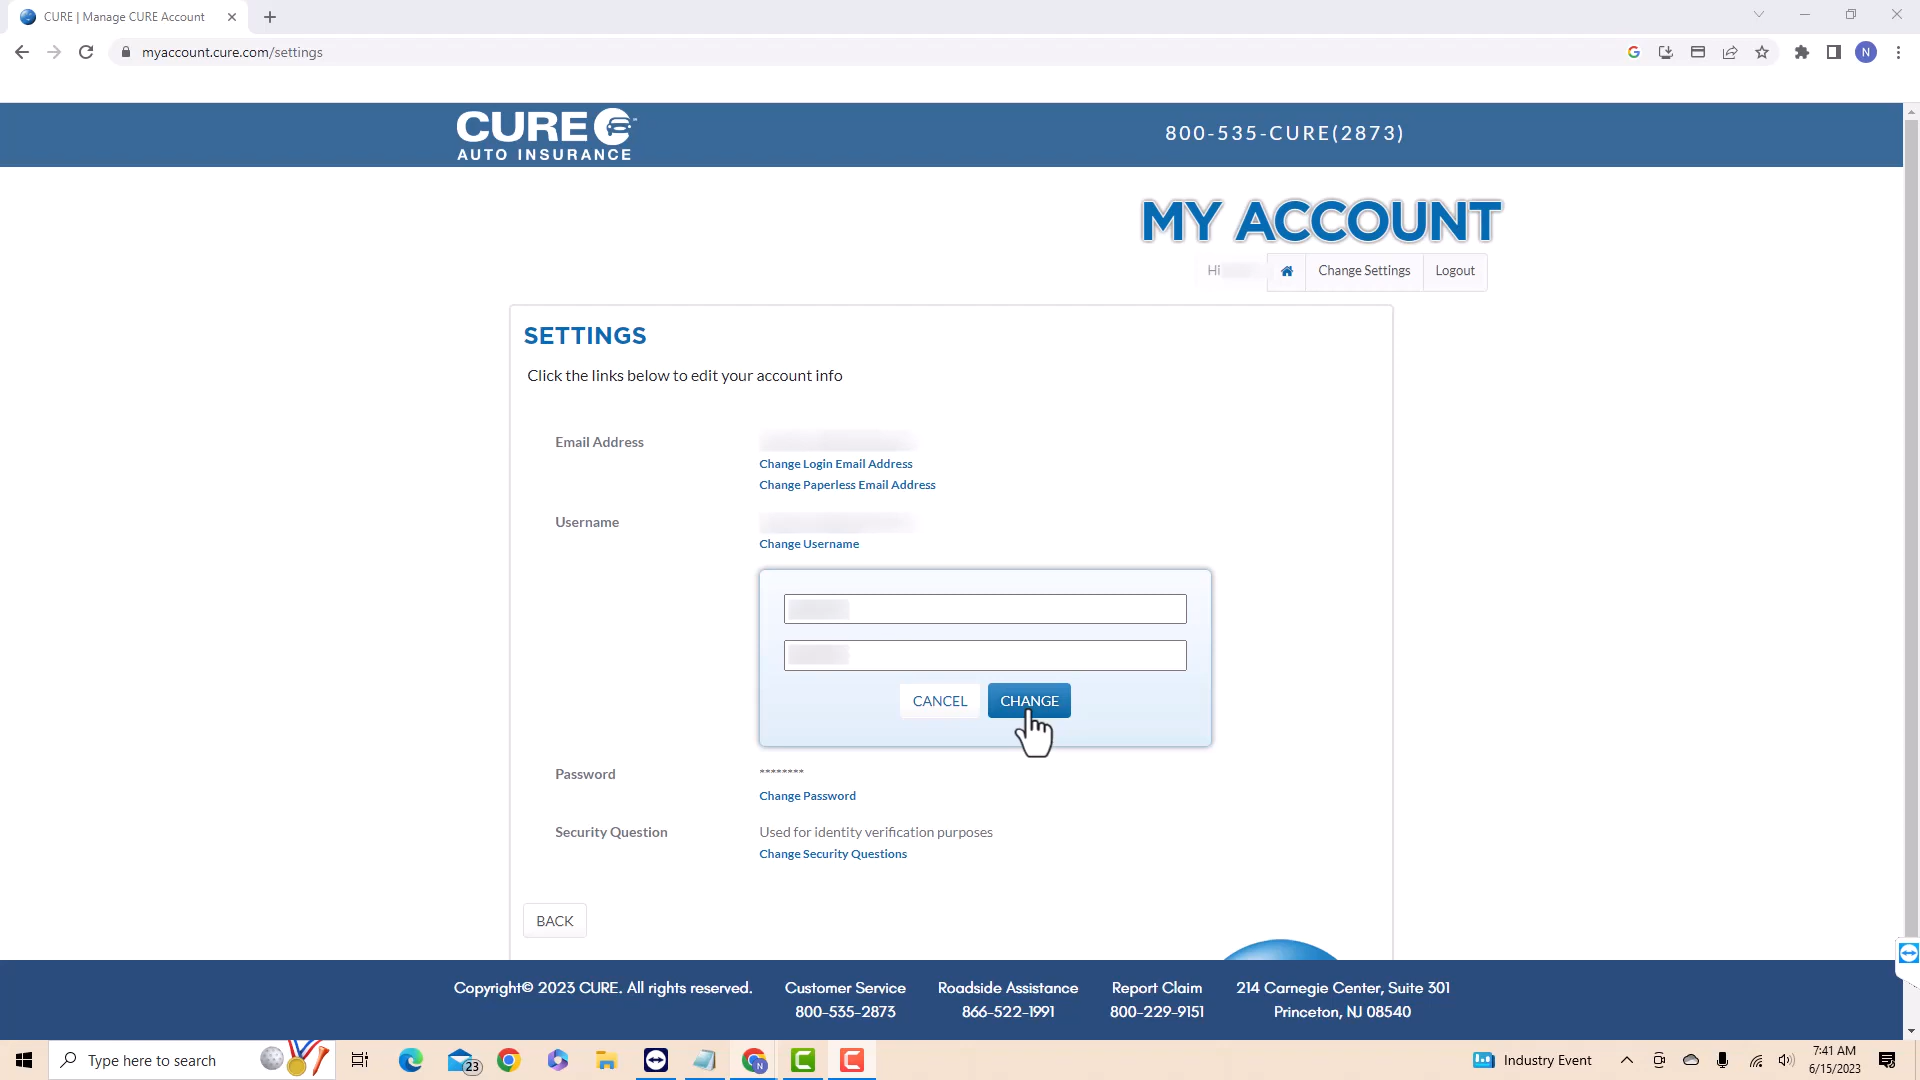 CURE | Manage CURE Account
myaccount.cure.com/settings
N
CURE
AUTO INSURANCE
800-535-CURE(2873)
MY ACCOUNT
Hi
Change Settings
Logout
SETTINGS
Click the links below to edit your account info
Email Address
Change Login Email Address
Change Paperless Email Address
Username
Change Username
CANCEL
CHANGE
Password
********
Change Password
Security Question
Used for identity verification purposes
Change Security Questions
BACK
Copyright© 2023 CURE. All rights reserved.
Customer Service
800-535-2873
Roadside Assistance
866-522-1991
Report Claim
800-229-9151
214 Carnegie Center, Suite 301
Princeton, NJ 08540
Type here to search
23
N
Industry Event
7:41 AM
6/15/2023